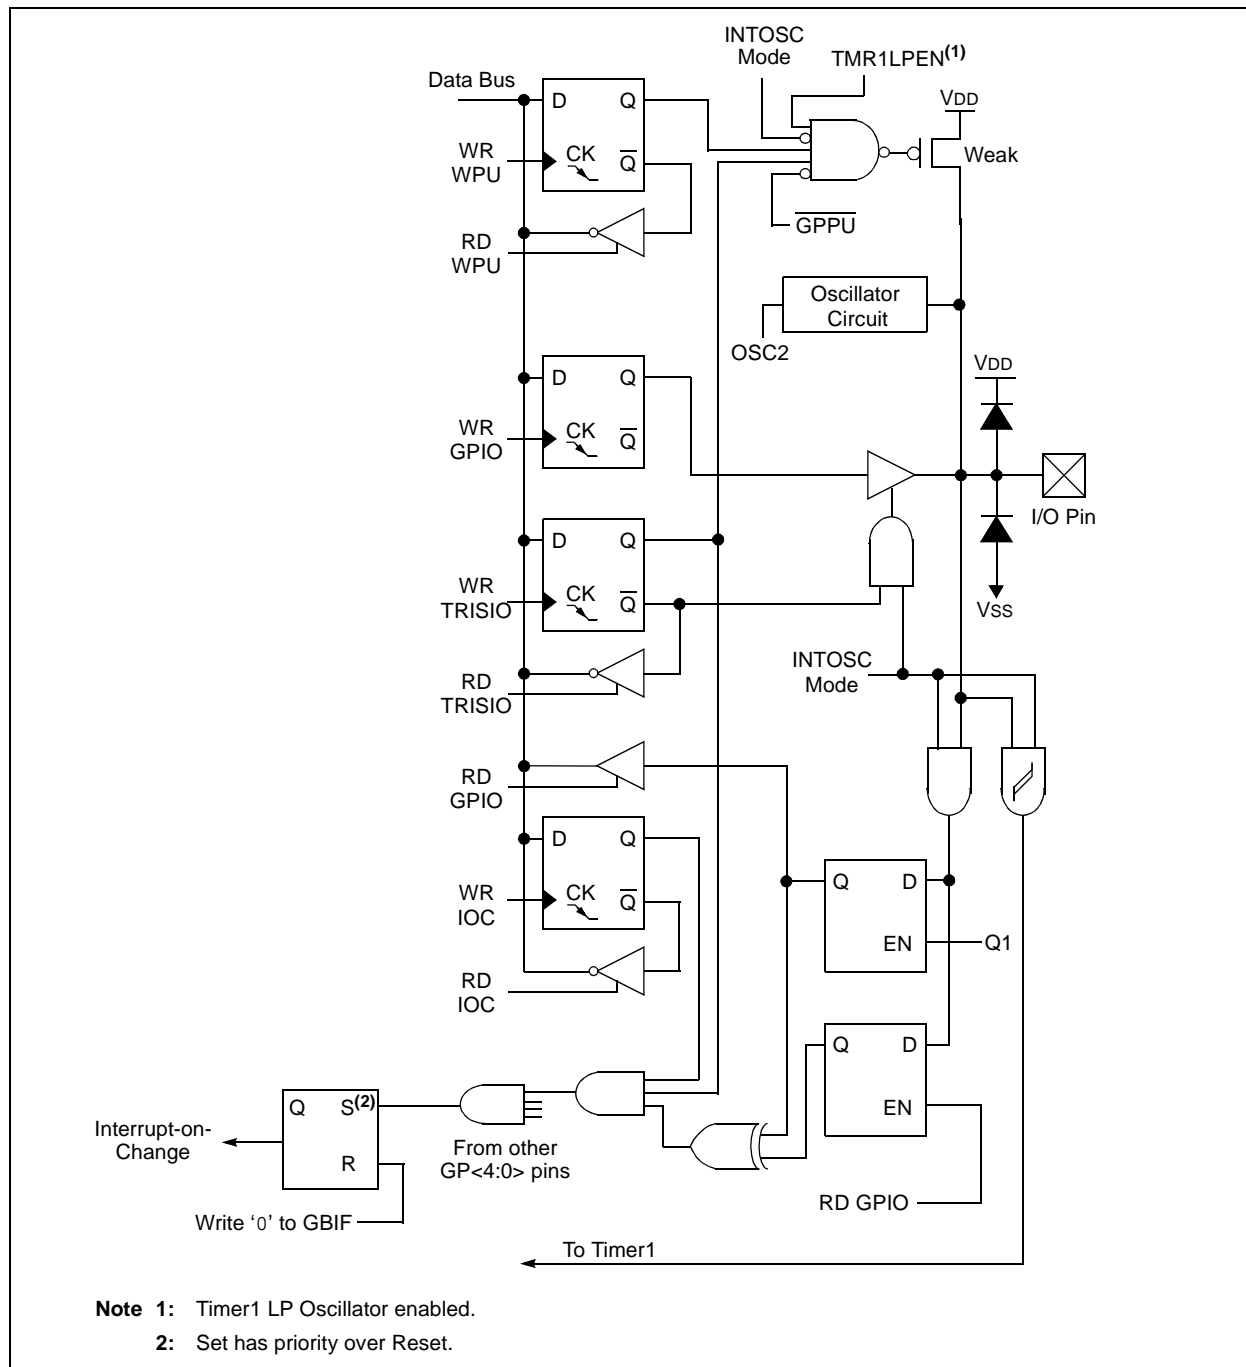 INTOSC
Mode
TMR1LPEN(1)
Data Bus
VDD
D Q
WR
WPU
CK Q
Weak
RD
WPU
GPPU
Oscillator
Circuit
OSC2
VDD
D Q
WR
GPIO
CK Q
I/O Pin
D Q
WR
TRISIO
CK Q
VSS
INTOSC
Mode
RD
TRISIO
RD
GPIO
D Q
Q D
WR
IOC
CK Q
EN Q1
RD
IOC
Q D
EN
Q S(2)
Interrupt-on-
Change
R
From other
GP<4:0> pins
RD GPIO
Write ‘0’ to GBIF
To Timer1
Note 1: Timer1 LP Oscillator enabled.
2: Set has priority over Reset.